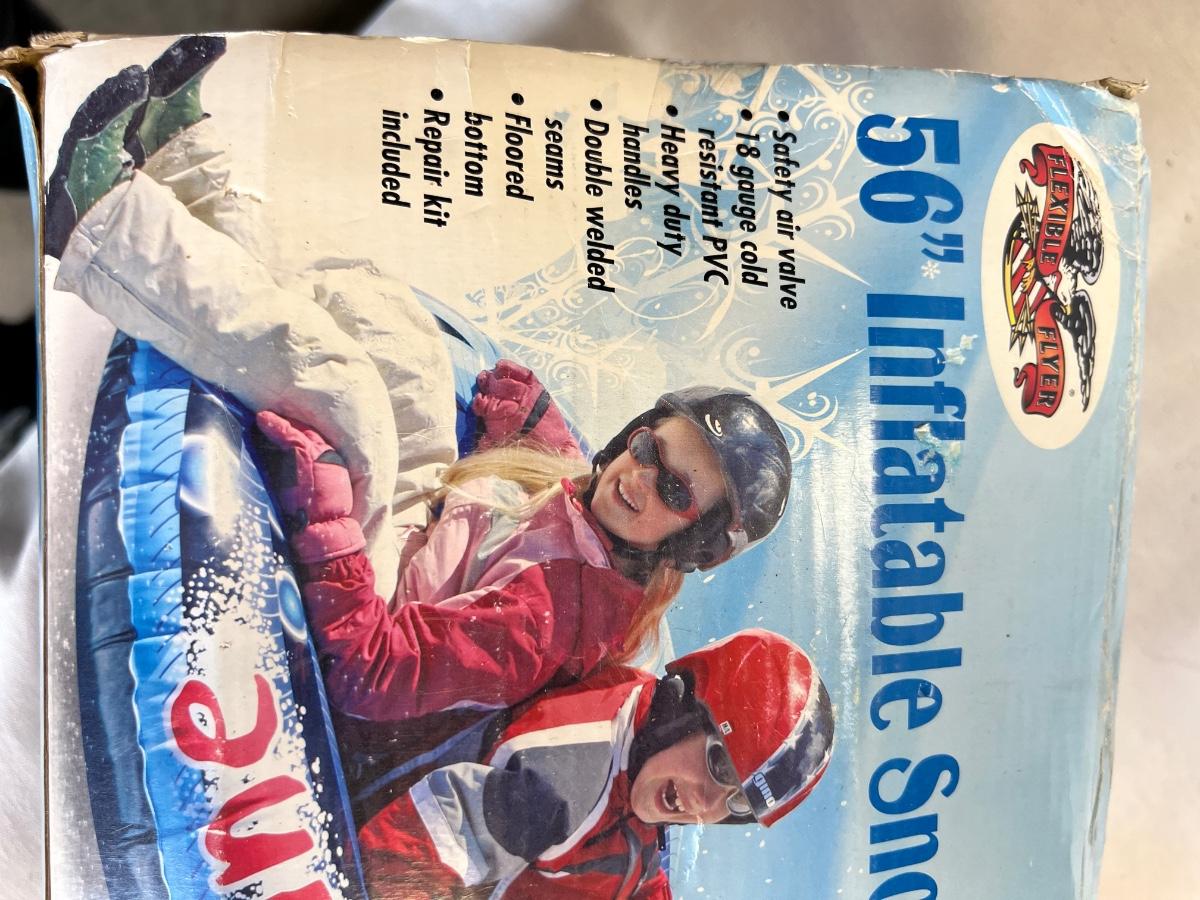 FLEXIBLE FLYER
®
56" Inflatable Sno
• Safety air valve
• 18 gauge cold
resistant PVC
• Heavy duty
handles
• Double welded
seams
• Floored
bottom
• Repair kit
included
giro